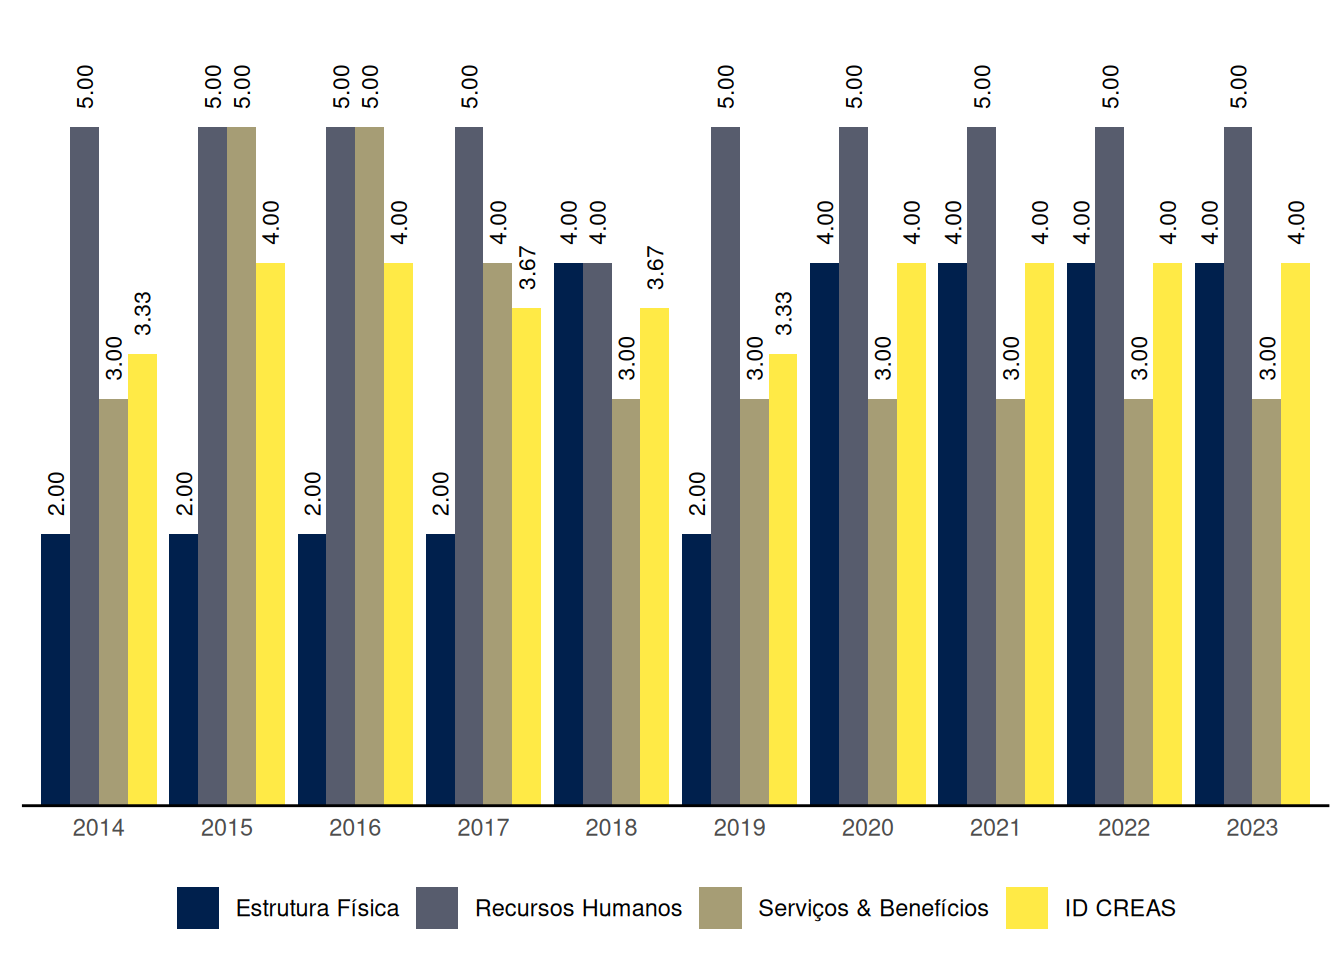 5.00 5.00 5.00 5.00 5.00 5.00 5.00 5.00 5.00 5.00 5.00
4.00 4.00 4.00 4.00 4.00 4.00 4.00 4.00 4.00 4.00 4.00 4.00 4.00
3.67 3.67
3.33 3.33
3.00 3.00 3.00 3.00 3.00 3.00 3.00
2.00 2.00 2.00 2.00 2.00
2014 2015 2016 2017 2018 2019 2020 2021 2022 2023
Estrutura Física Recursos Humanos Serviços & Benefícios ID CREAS